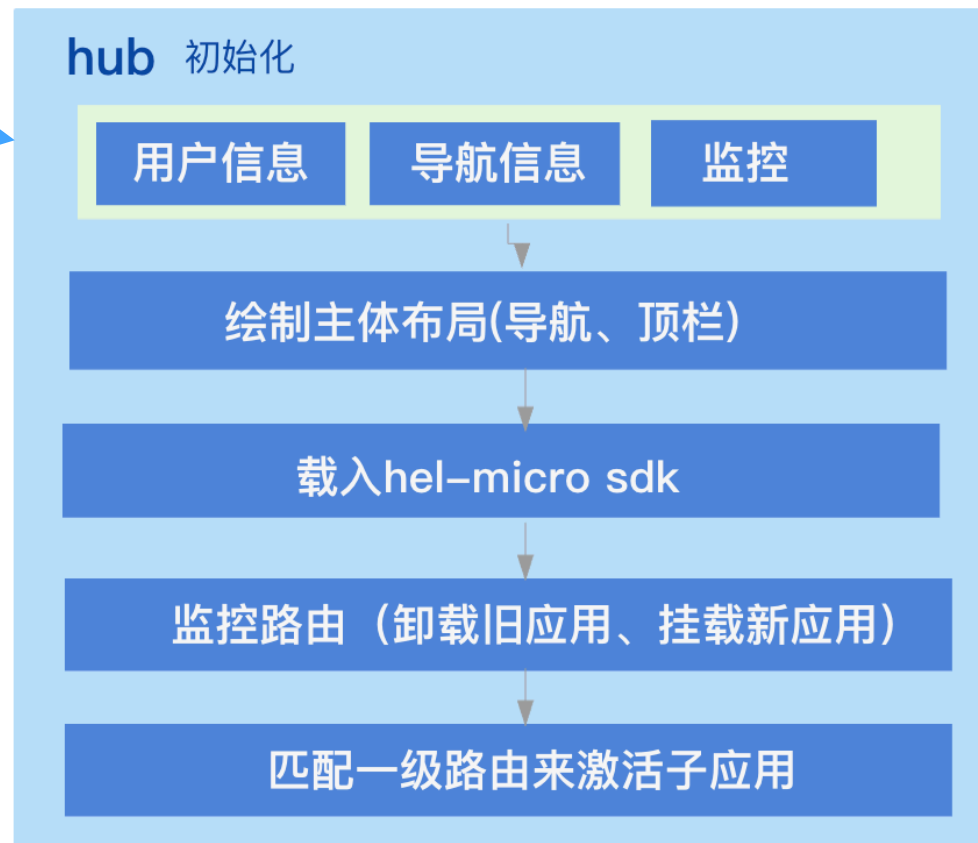 hub 初始化
用户信息 导航信息 监控
绘制主体布局(导航、顶栏)
载入hel-micro sdk
监控路由（卸载旧应用、挂载新应用）
匹配一级路由来激活子应用